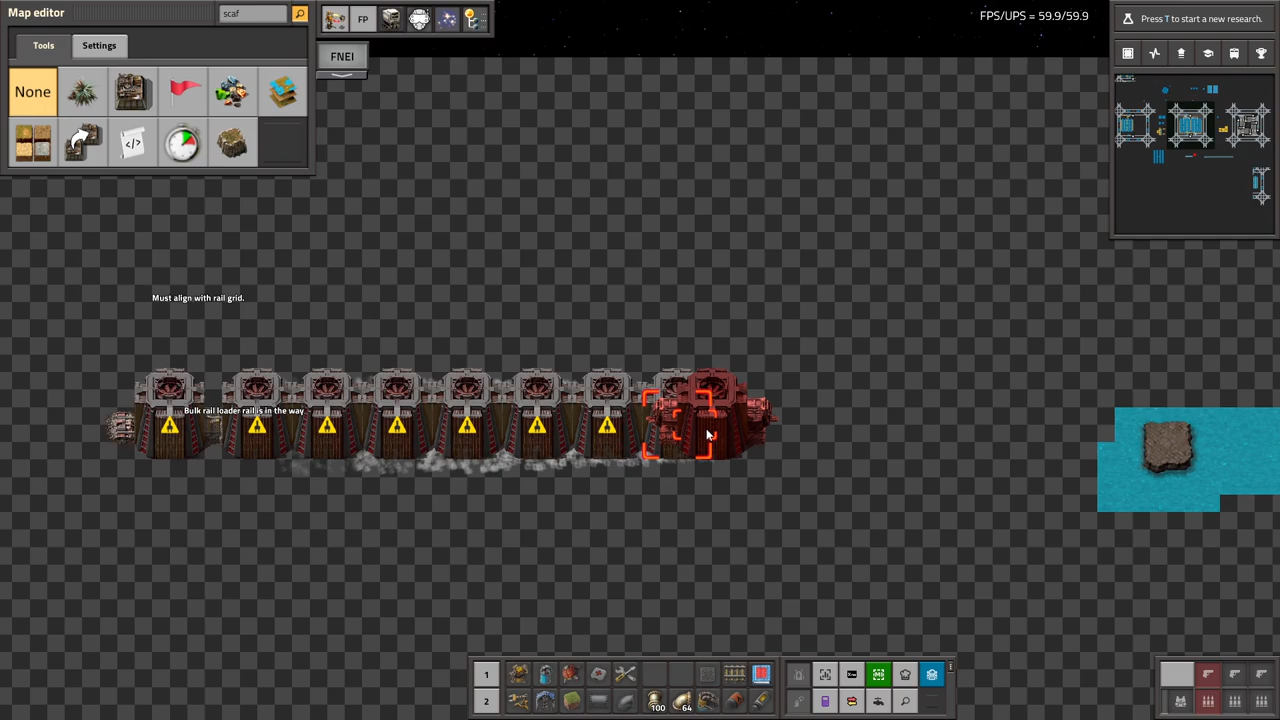 Map editor
scaf
FP
FPS/UPS = 59.9/59.9
Press T to start a new research.
Tools
Settings
FNEI
None
</>
Must align with rail grid.
Bulk rail loader rail is in the way
1
2
100
64